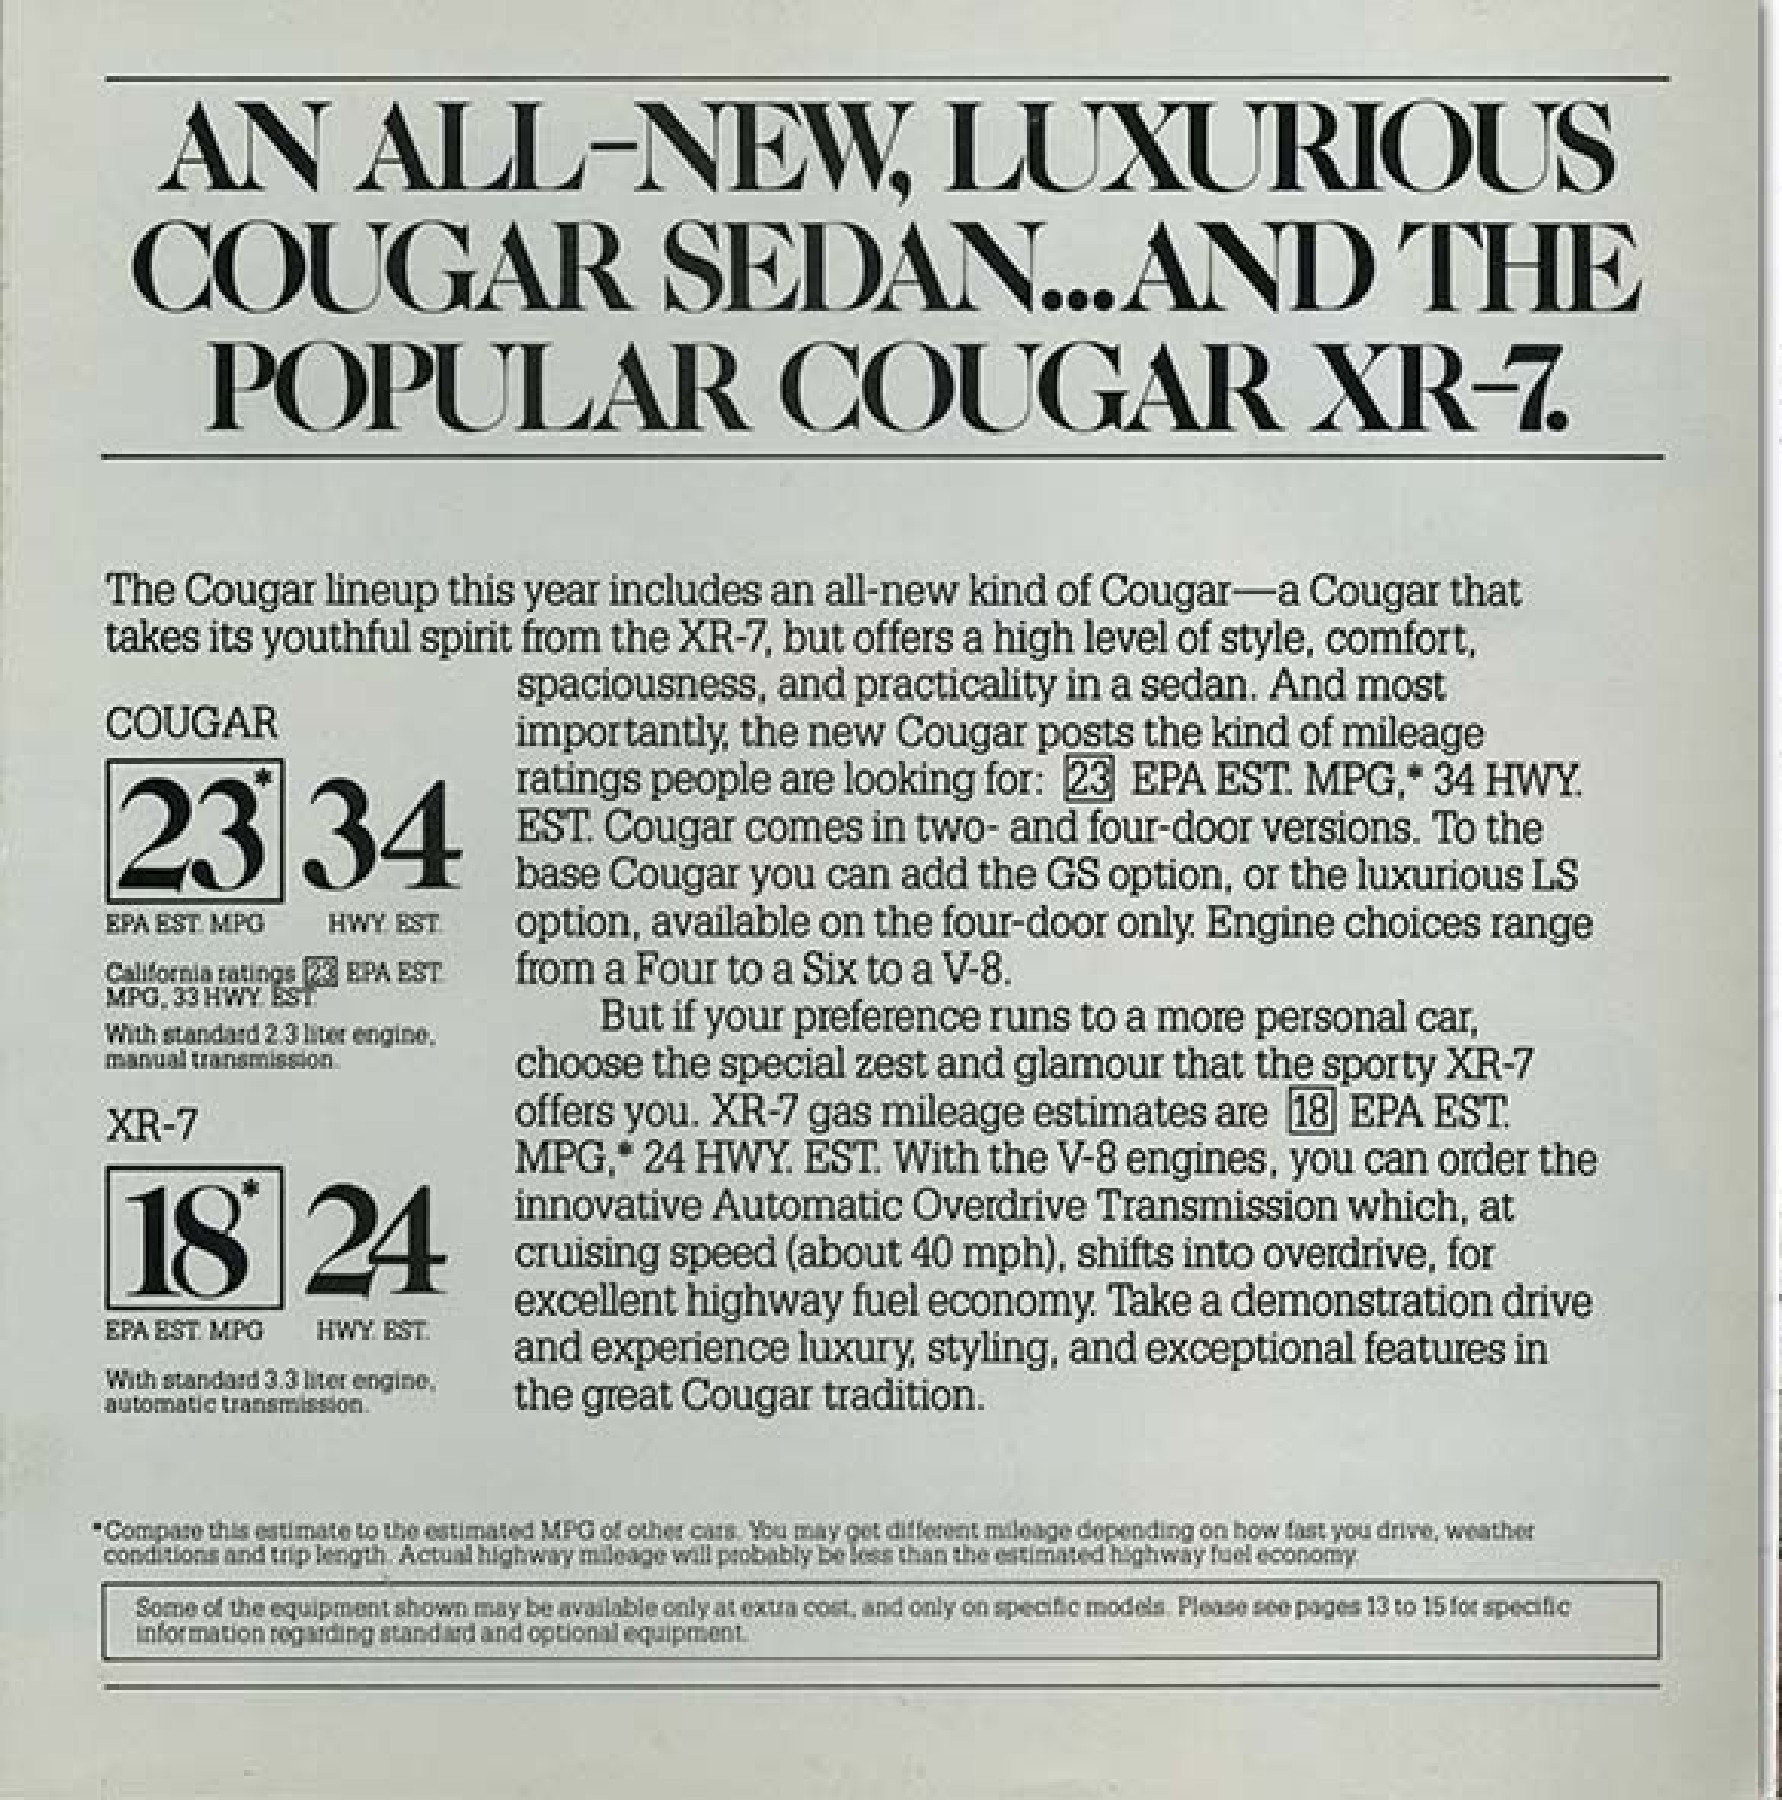 AN ALL–NEW, LUXURIOUS
COUGAR SEDAN...AND THE
POPULAR COUGAR XR–7.
The Cougar lineup this year includes an all-new kind of Cougar—a Cougar that
takes its youthful spirit from the XR-7, but offers a high level of style, comfort,
spaciousness, and practicality in a sedan. And most
importantly, the new Cougar posts the kind of mileage
ratings people are looking for: 23 EPA EST. MPG,* 34 HWY.
EST. Cougar comes in two- and four-door versions. To the
base Cougar you can add the GS option, or the luxurious LS
option, available on the four-door only. Engine choices range
from a Four to a Six to a V-8.
But if your preference runs to a more personal car,
choose the special zest and glamour that the sporty XR-7
offers you. XR-7 gas mileage estimates are 18 EPA EST.
MPG,* 24 HWY. EST. With the V-8 engines, you can order the
innovative Automatic Overdrive Transmission which, at
cruising speed (about 40 mph), shifts into overdrive, for
excellent highway fuel economy. Take a demonstration drive
and experience luxury, styling, and exceptional features in
the great Cougar tradition.
COUGAR
23* 34
EPA EST. MPG HWY. EST.
California ratings 23 EPA EST.
MPG, 33 HWY. EST.
With standard 2.3 liter engine,
manual transmission.
XR-7
18* 24
EPA EST. MPG HWY. EST.
With standard 3.3 liter engine,
automatic transmission.
*Compare this estimate to the estimated MPG of other cars. You may get different mileage depending on how fast you drive, weather
conditions and trip length. Actual highway mileage will probably be less than the estimated highway fuel economy.
Some of the equipment shown may be available only at extra cost, and only on specific models. Please see pages 13 to 15 for specific
information regarding standard and optional equipment.